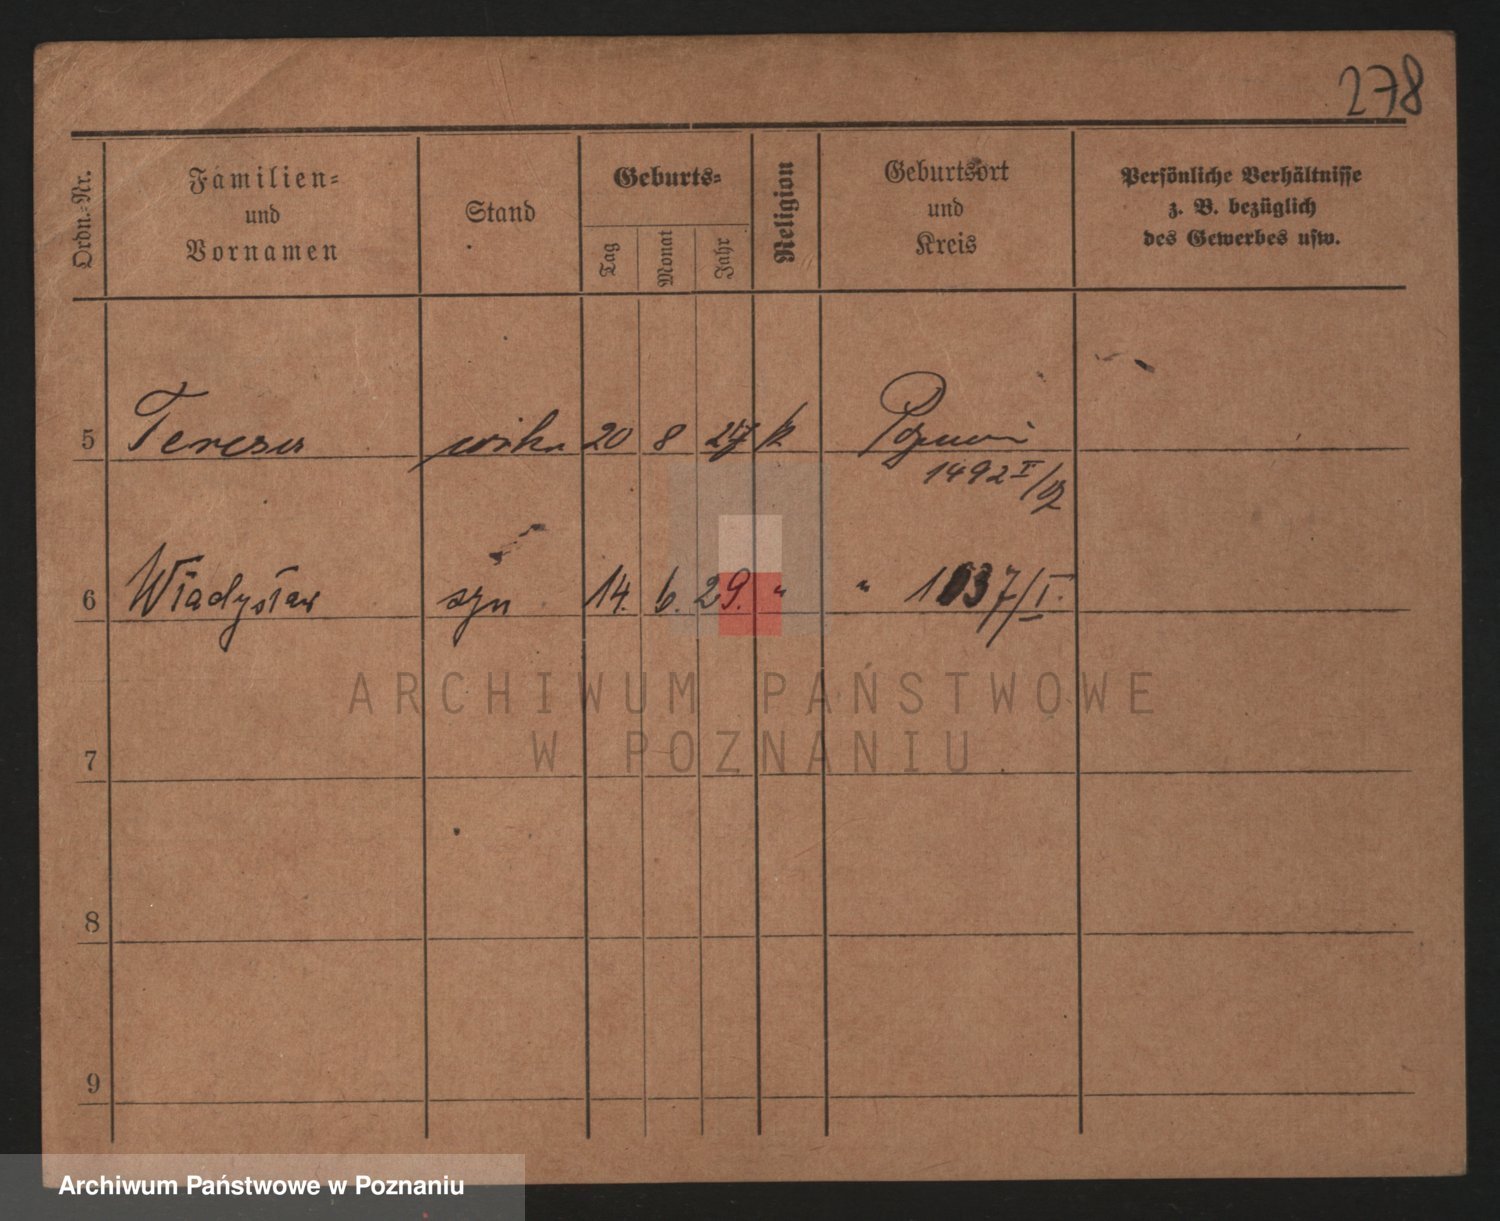 278
Ordn.-Nr.
Familien-
und
Vornamen
Stand
Geburts-
Tag
Monat
Jahr
Religion
Geburtsort
und
Kreis
Persönliche Verhältnisse
z. B. bezüglich
des Gewerbes usw.
5 Teresa córka 20 8 27 k Poznań
1492 I/27
6 Władysław syn 14. 6. 29. " " 1037/I.
ARCHIWUM PAŃSTWOWE
W POZNANIU
7
8
9
Archiwum Państwowe w Poznaniu